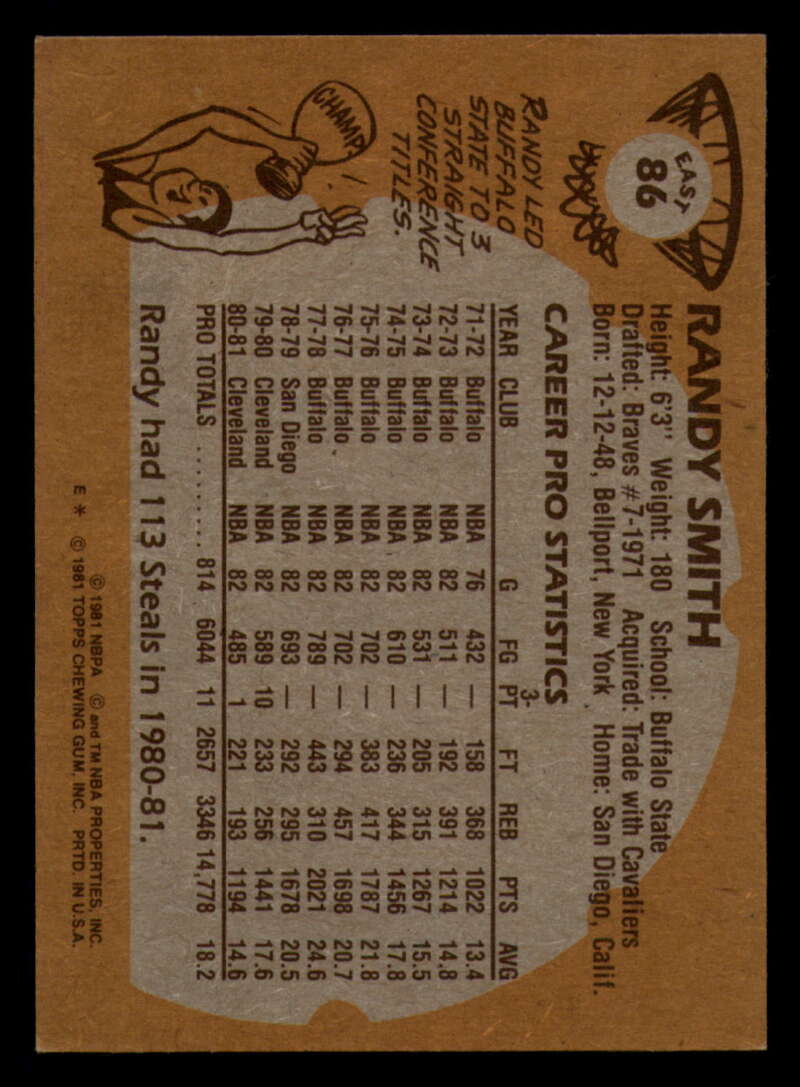 EAST
86
RANDY SMITH
Height: 6'3" Weight: 180 School: Buffalo State
Drafted: Braves #7-1971 Acquired: Trade with Cavaliers
Born: 12-12-48, Bellport, New York Home: San Diego, Calif.
RANDY LED
BUFFALO
STATE TO 3
STRAIGHT
CONFERENCE
TITLES.
CHAMP!
CAREER PRO STATISTICS
YEAR CLUB G FG 3-PT FT REB PTS AVG
71-72 Buffalo NBA 76 432 — 158 368 1022 13.4
72-73 Buffalo NBA 82 511 — 192 391 1214 14.8
73-74 Buffalo NBA 82 531 — 205 315 1267 15.5
74-75 Buffalo NBA 82 610 — 236 344 1456 17.8
75-76 Buffalo NBA 82 702 — 383 417 1787 21.8
76-77 Buffalo NBA 82 702 — 294 457 1698 20.7
77-78 Buffalo NBA 82 789 — 443 310 2021 24.6
78-79 San Diego NBA 82 693 — 292 295 1678 20.5
79-80 Cleveland NBA 82 589 10 233 256 1441 17.6
80-81 Cleveland NBA 82 485 1 221 193 1194 14.6
PRO TOTALS ......... 814 6044 11 2657 3346 14,778 18.2
Randy had 113 Steals in 1980-81.
© 1981 NBPA © and TM NBA PROPERTIES, INC.
E * © 1981 TOPPS CHEWING GUM, INC. PRTD. IN U.S.A.